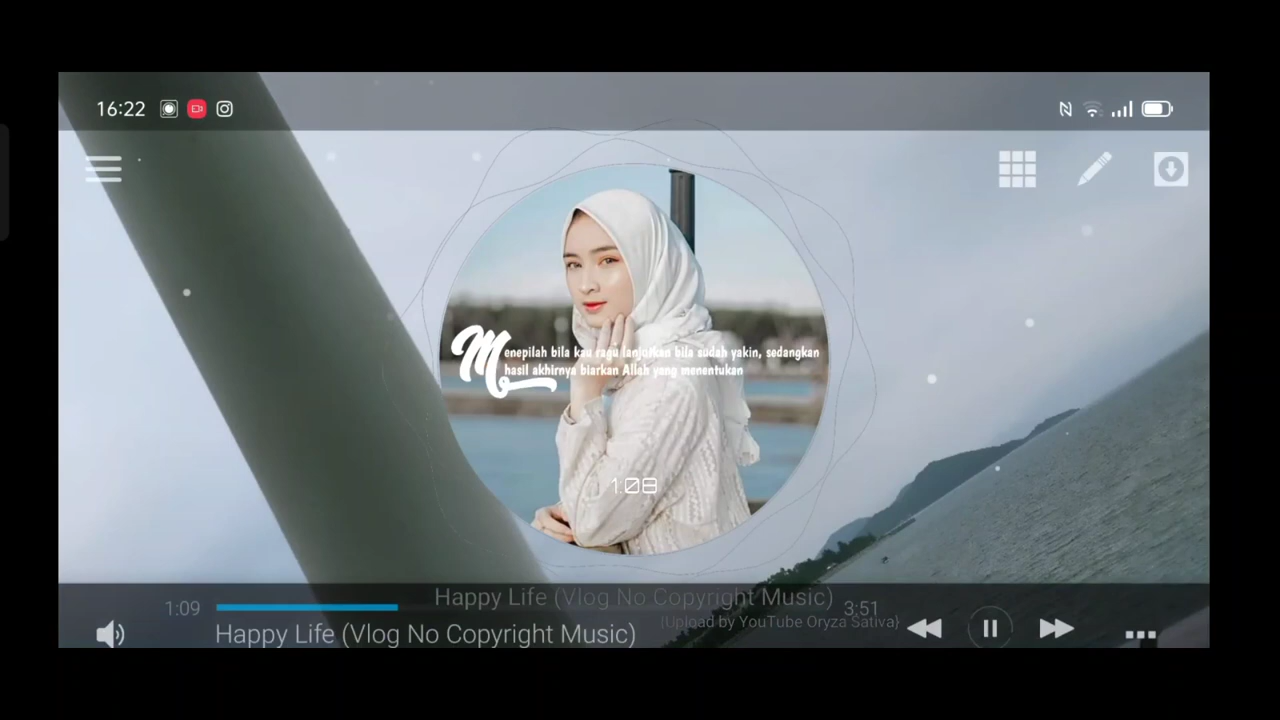 16:22
Menepilah bila kau ragu lanjutkan bila sudah yakin, sedangkan
hasil akhirnya biarkan Allah yang menentukan
1:08
Happy Life (Vlog No Copyright Music)
1:09
3:51
{Upload by YouTube Oryza Sativa}
Happy Life (Vlog No Copyright Music)